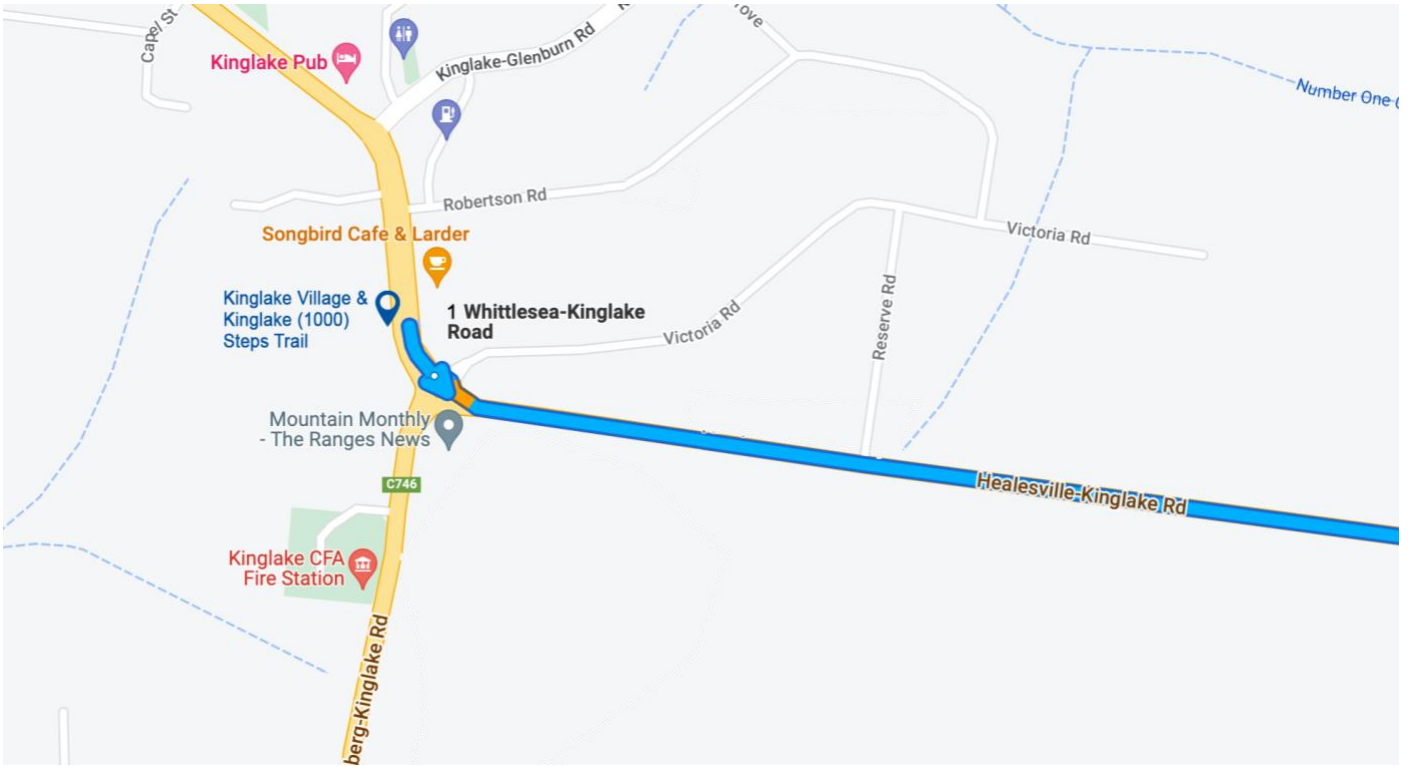 Cape/ St
Kinglake Pub
Kinglake-Glenburn Rd
rove
Number One
Robertson Rd
Songbird Cafe & Larder
Victoria Rd
Kinglake Village &
Kinglake (1000)
Steps Trail
1 Whittlesea-Kinglake
Road
Victoria Rd
Reserve Rd
Mountain Monthly
- The Ranges News
C746
Healesville-Kinglake Rd
Kinglake CFA
Fire Station
berg-Kinglake Rd